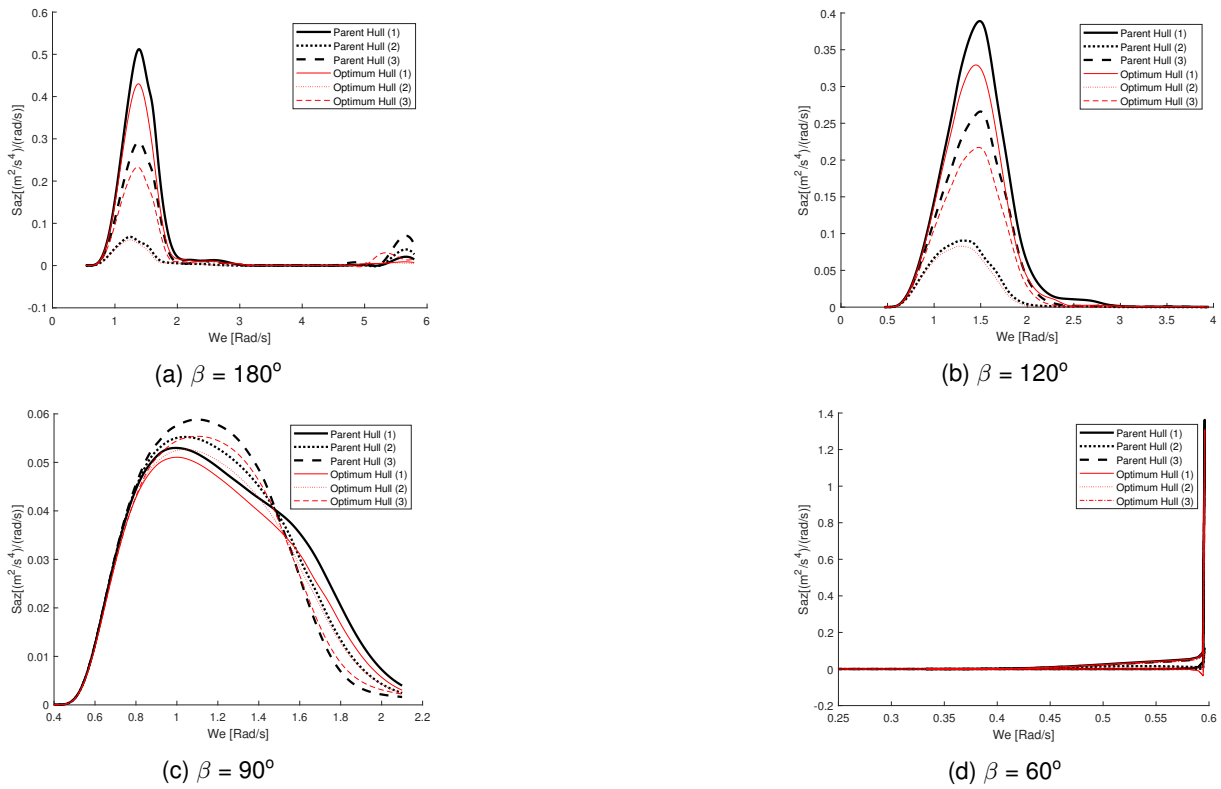 0.6
0.5
0.4
0.3
0.2
0.1
0
-0.1
Saz[(m²/s⁴)/(rad/s)]
Parent Hull (1)
Parent Hull (2)
Parent Hull (3)
Optimum Hull (1)
Optimum Hull (2)
Optimum Hull (3)
0 1 2 3 4 5 6
We [Rad/s]
(a) β = 180º
0.4
0.35
0.3
0.25
0.2
0.15
0.1
0.05
0
Saz[(m²/s⁴)/(rad/s)]
Parent Hull (1)
Parent Hull (2)
Parent Hull (3)
Optimum Hull (1)
Optimum Hull (2)
Optimum Hull (3)
0 0.5 1 1.5 2 2.5 3 3.5 4
We [Rad/s]
(b) β = 120º
0.06
0.05
0.04
0.03
0.02
0.01
0
Saz[(m²/s⁴)/(rad/s)]
Parent Hull (1)
Parent Hull (2)
Parent Hull (3)
Optimum Hull (1)
Optimum Hull (2)
Optimum Hull (3)
0.4 0.6 0.8 1 1.2 1.4 1.6 1.8 2 2.2
We [Rad/s]
(c) β = 90º
1.4
1.2
1
0.8
0.6
0.4
0.2
0
-0.2
Saz[(m²/s⁴)/(rad/s)]
Parent Hull (1)
Parent Hull (2)
Parent Hull (3)
Optimum Hull (1)
Optimum Hull (2)
Optimum Hull (3)
0.25 0.3 0.35 0.4 0.45 0.5 0.55 0.6
We [Rad/s]
(d) β = 60º